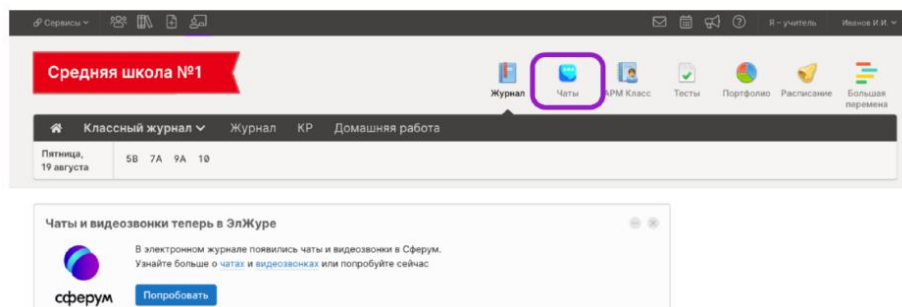 Сервисы
Я - учитель
Иванов И.И.
Средняя школа №1
Журнал
Чаты
АРМ Класс
Тесты
Портфолио
Расписание
Большая
перемена
Классный журнал
Журнал
КР
Домашняя работа
Пятница,
19 августа
5В 7А 9А 10
Чаты и видеозвонки теперь в ЭлЖуре
В электронном журнале появились чаты и видеозвонки в Сферум.
Узнайте больше о чатах и видеозвонках или попробуйте сейчас
сферум
Попробовать